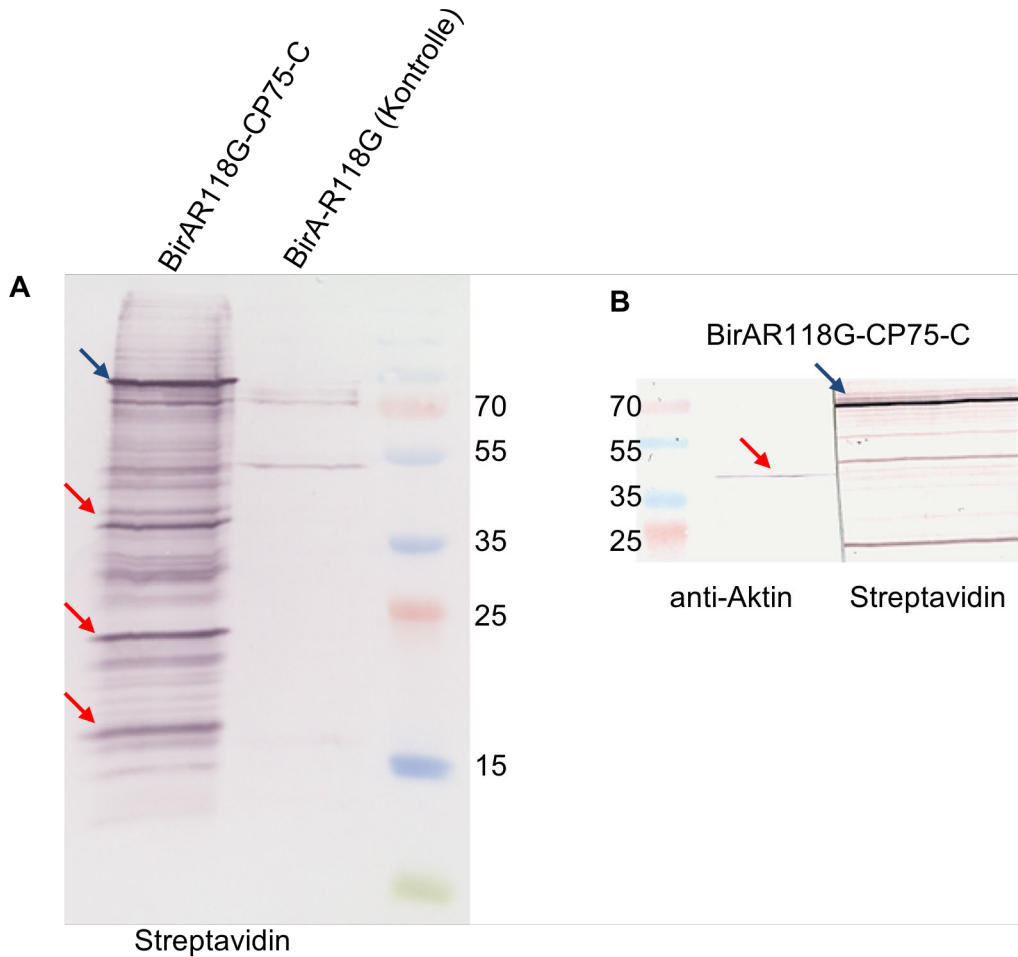 BirAR118G-CP75-C
BirA-R118G (Kontrolle)
A
70
55
35
25
15
Streptavidin
B
BirAR118G-CP75-C
70
55
35
25
anti-Aktin
Streptavidin